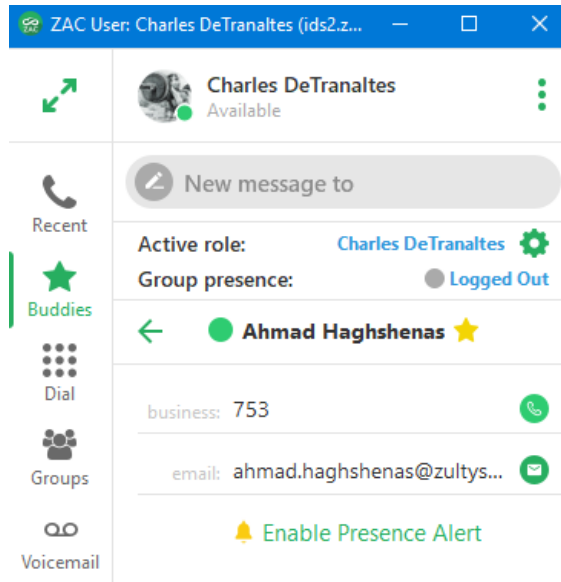 ZAC User: Charles DeTranaltes (ids2.z...
Charles DeTranaltes
Available
New message to
Recent
Active role: Charles DeTranaltes
Group presence: Logged Out
Buddies
Ahmad Haghshenas
Dial
business: 753
Groups
email: ahmad.haghshenas@zultys...
Enable Presence Alert
Voicemail